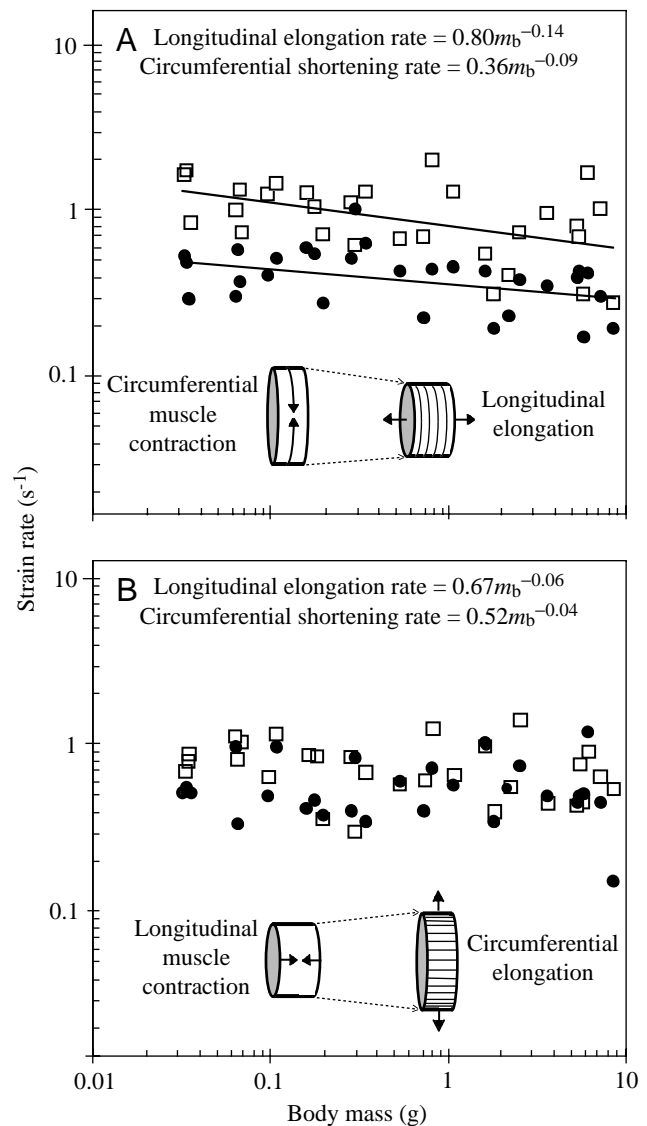 A
Longitudinal elongation rate = 0.80m_b^−0.14
Circumferential shortening rate = 0.36m_b^−0.09
10
1
0.1
Circumferential
muscle
contraction
Longitudinal
elongation
Strain rate (s^-1)
B
Longitudinal elongation rate = 0.67m_b^−0.06
Circumferential shortening rate = 0.52m_b^−0.04
10
1
0.1
Longitudinal
muscle
contraction
Circumferential
elongation
0.01 0.1 1 10
Body mass (g)